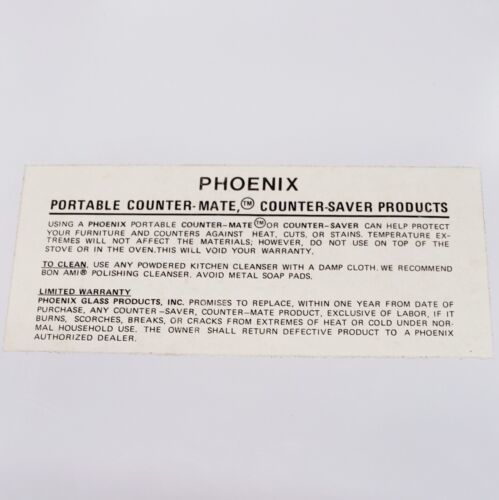 PHOENIX
PORTABLE COUNTER-MATE,™ COUNTER-SAVER PRODUCTS
USING A PHOENIX PORTABLE COUNTER-MATE™ OR COUNTER-SAVER CAN HELP PROTECT
YOUR FURNITURE AND COUNTERS AGAINST HEAT, CUTS, OR STAINS. TEMPERATURE EX-
TREMES WILL NOT AFFECT THE MATERIALS; HOWEVER, DO NOT USE ON TOP OF THE
STOVE OR IN THE OVEN. THIS WILL VOID YOUR WARRANTY.
TO CLEAN, USE ANY POWDERED KITCHEN CLEANSER WITH A DAMP CLOTH. WE RECOMMEND
BON AMI® POLISHING CLEANSER. AVOID METAL SOAP PADS.
LIMITED WARRANTY
PHOENIX GLASS PRODUCTS, INC. PROMISES TO REPLACE, WITHIN ONE YEAR FROM DATE OF
PURCHASE, ANY COUNTER-SAVER, COUNTER-MATE PRODUCT, EXCLUSIVE OF LABOR, IF IT
BURNS, SCORCHES, BREAKS, OR CRACKS FROM EXTREMES OF HEAT OR COLD UNDER NOR-
MAL HOUSEHOLD USE. THE OWNER SHALL RETURN DEFECTIVE PRODUCT TO A PHOENIX
AUTHORIZED DEALER.